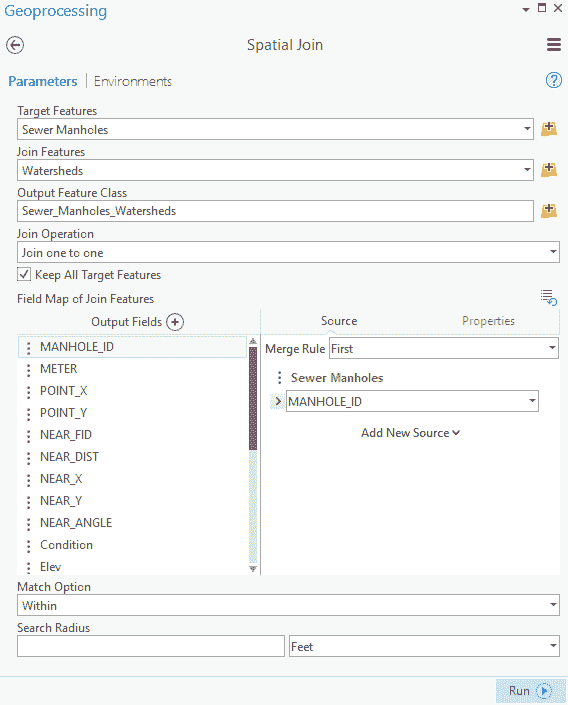 Geoprocessing
Spatial Join
Parameters | Environments
Target Features
Sewer Manholes
Join Features
Watersheds
Output Feature Class
Sewer_Manholes_Watersheds
Join Operation
Join one to one
Keep All Target Features
Field Map of Join Features
Output Fields
Source Properties
MANHOLE_ID
METER
POINT_X
POINT_Y
NEAR_FID
NEAR_DIST
NEAR_X
NEAR_Y
NEAR_ANGLE
Condition
Elev
Merge Rule First
Sewer Manholes
MANHOLE_ID
Add New Source
Match Option
Within
Search Radius
Feet
Run